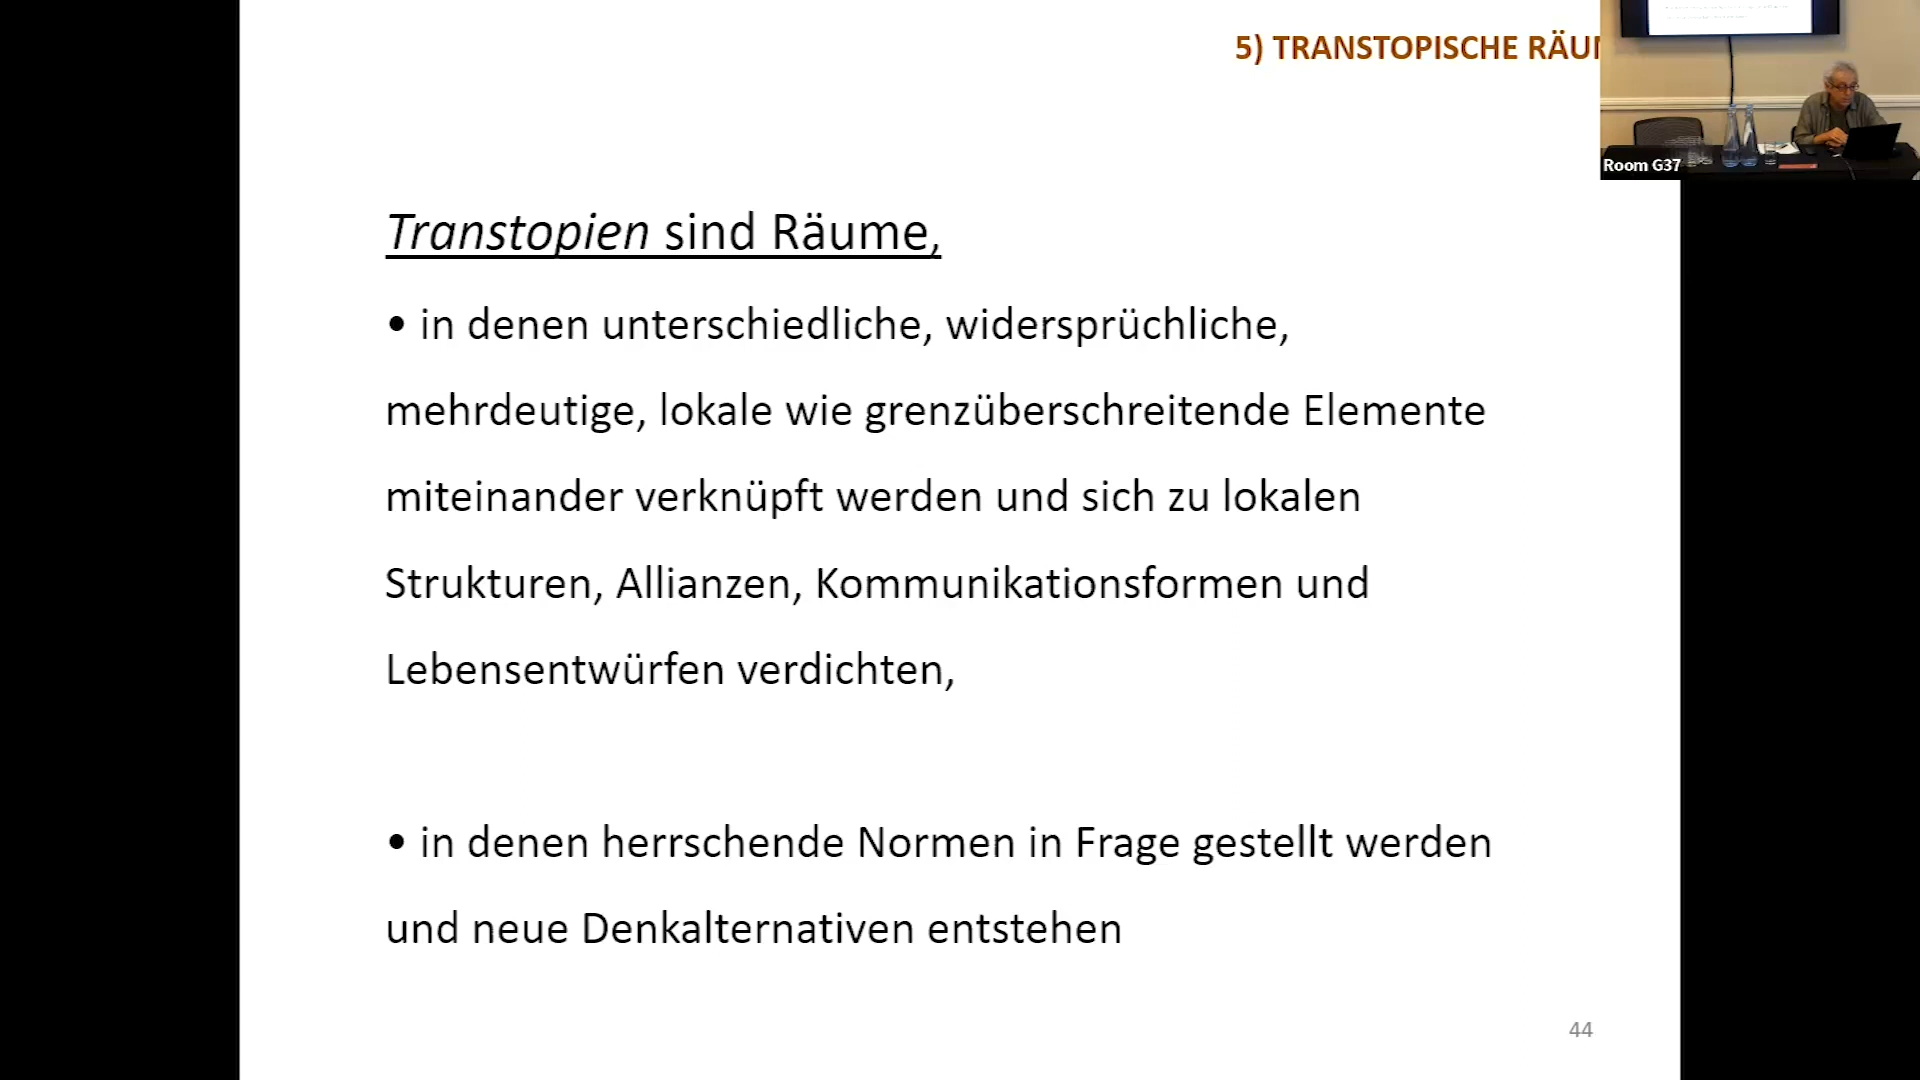 5) TRANSTOPISCHE
Room G37
Transtopien sind Räume,
• in denen unterschiedliche, widersprüchliche,
mehrdeutige, lokale wie grenzüberschreitende Elemente
miteinander verknüpft werden und sich zu lokalen
Strukturen, Allianzen, Kommunikationsformen und
Lebensentwürfen verdichten,
• in denen herrschende Normen in Frage gestellt werden
und neue Denkalternativen entstehen
44